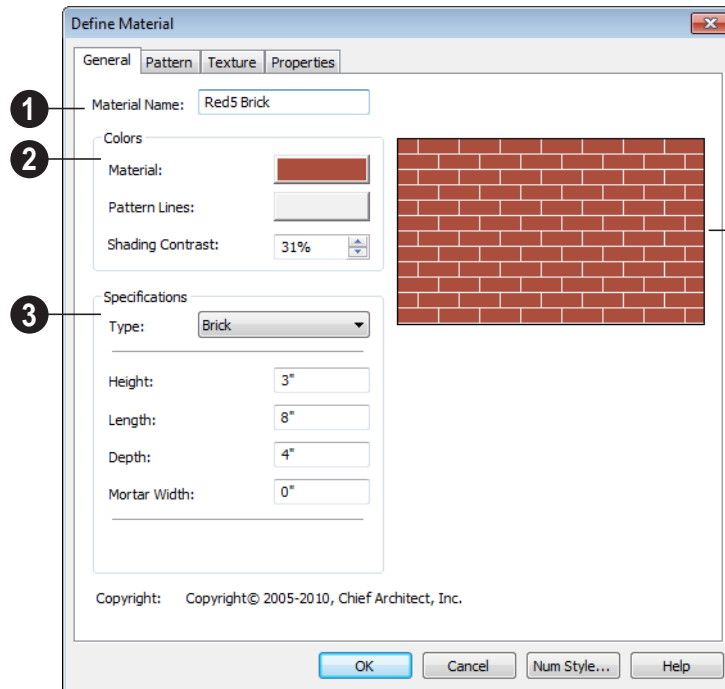 Define Material
General Pattern Texture Properties
1 Material Name: Red5 Brick
Colors
2 Material:
Pattern Lines:
Shading Contrast: 31%
Specifications
3 Type: Brick
Height: 3"
Length: 8"
Depth: 4"
Mortar Width: 0"
Copyright: Copyright© 2005-2010, Chief Architect, Inc.
OK Cancel Num Style... Help